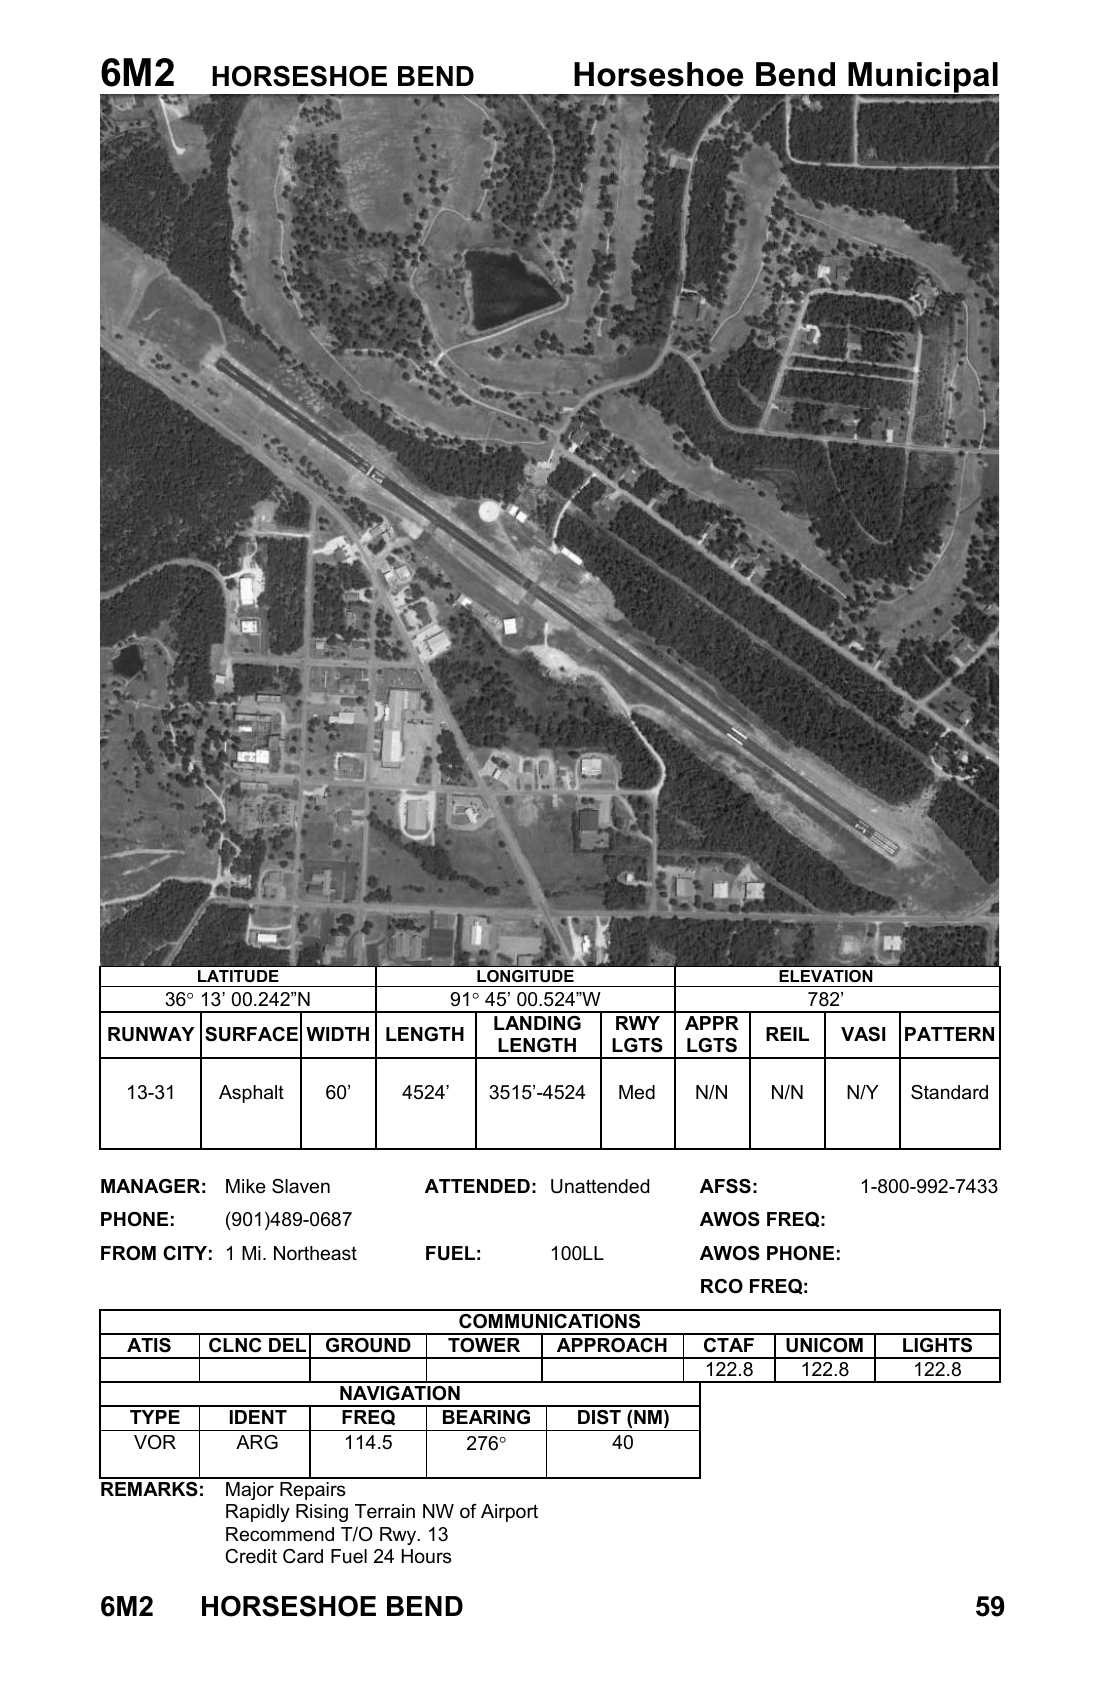 6M2 HORSESHOE BEND Horseshoe Bend Municipal
LATITUDE LONGITUDE ELEVATION
36° 13’ 00.242”N 91° 45’ 00.524”W 782’
RUNWAY SURFACE WIDTH LENGTH LANDING LENGTH RWY LGTS APPR LGTS REIL VASI PATTERN
13-31 Asphalt 60’ 4524’ 3515’-4524 Med N/N N/N N/Y Standard
MANAGER: Mike Slaven ATTENDED: Unattended AFSS: 1-800-992-7433
PHONE: (901)489-0687 AWOS FREQ:
FROM CITY: 1 Mi. Northeast FUEL: 100LL AWOS PHONE:
RCO FREQ:
COMMUNICATIONS
ATIS CLNC DEL GROUND TOWER APPROACH CTAF UNICOM LIGHTS
122.8 122.8 122.8
NAVIGATION
TYPE IDENT FREQ BEARING DIST (NM)
VOR ARG 114.5 276° 40
REMARKS: Major Repairs
Rapidly Rising Terrain NW of Airport
Recommend T/O Rwy. 13
Credit Card Fuel 24 Hours
6M2 HORSESHOE BEND 59